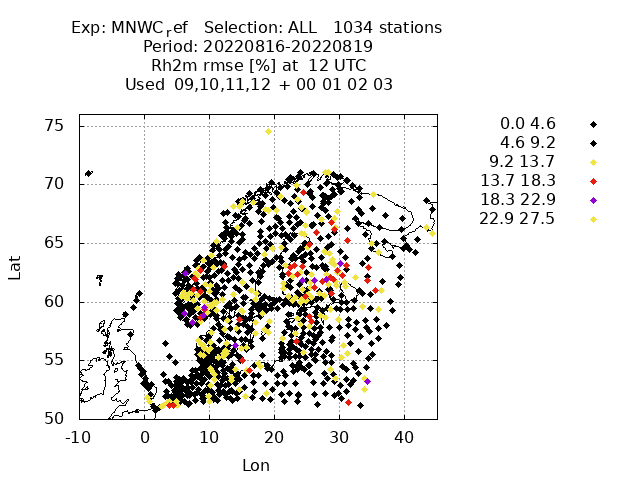 Exp: MNWC_ref Selection: ALL 1034 stations
Period: 20220816-20220819
Rh2m rmse [%] at 12 UTC
Used 09,10,11,12 + 00 01 02 03
0.0 4.6
4.6 9.2
9.2 13.7
13.7 18.3
18.3 22.9
22.9 27.5
75
70
65
60
55
50
Lat
-10 0 10 20 30 40
Lon